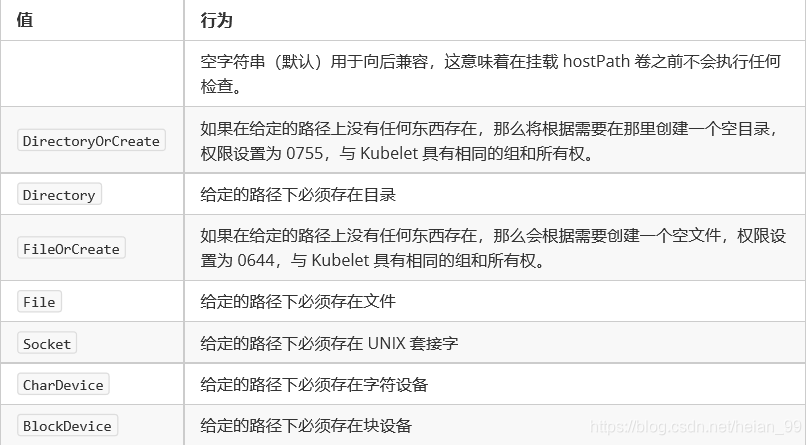 值 行为
空字符串（默认）用于向后兼容，这意味着在挂载 hostPath 卷之前不会执行任何
检查。
DirectoryOrCreate 如果在给定的路径上没有任何东西存在，那么将根据需要在那里创建一个空目录，
权限设置为 0755，与 Kubelet 具有相同的组和所有权。
Directory 给定的路径下必须存在目录
FileOrCreate 如果在给定的路径上没有任何东西存在，那么会根据需要创建一个空文件，权限设
置为 0644，与 Kubelet 具有相同的组和所有权。
File 给定的路径下必须存在文件
Socket 给定的路径下必须存在 UNIX 套接字
CharDevice 给定的路径下必须存在字符设备
BlockDevice 给定的路径下必须存在块设备
https://blog.csdn.net/heian_99